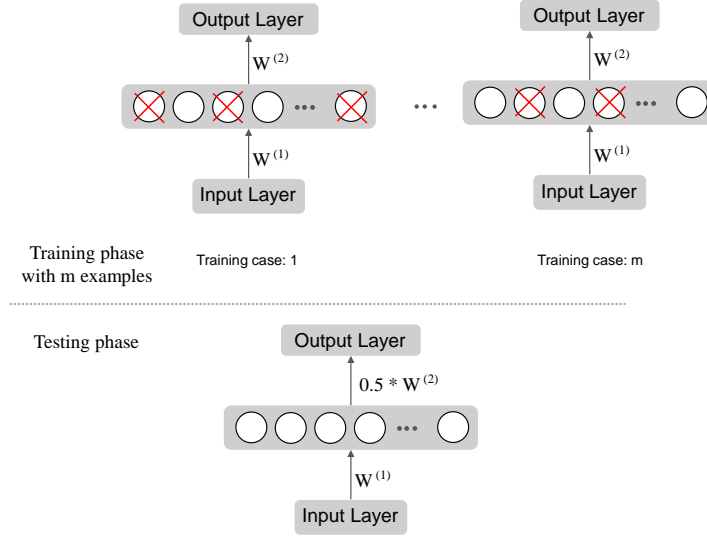 Output Layer
W(2)
...
W(1)
Input Layer
Training case: 1
...
Output Layer
W(2)
...
W(1)
Input Layer
Training case: m
Training phase
with m examples
Testing phase
Output Layer
0.5 * W(2)
...
W(1)
Input Layer